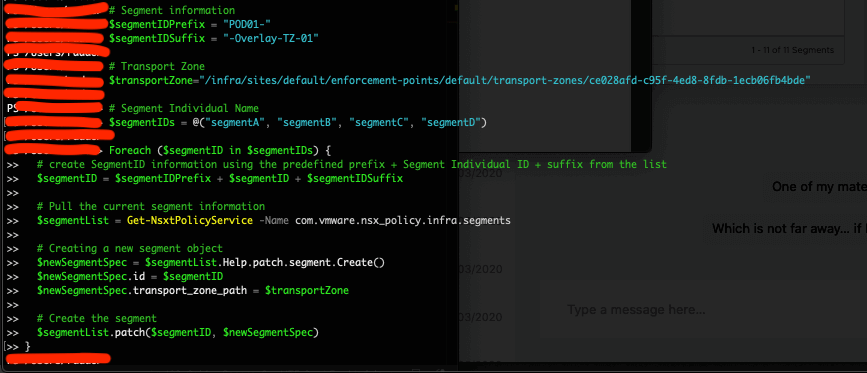 # Segment information
$segmentIDPrefix = "POD01-"
$segmentIDSuffix = "-Overlay-TZ-01"
# Transport Zone
$transportZone="/infra/sites/default/enforcement-points/default/transport-zones/ce028afd-c95f-4ed8-8fdb-1ecb06fb4bde"
PS
# Segment Individual Name
$segmentIDs = @("segmentA", "segmentB", "segmentC", "segmentD")
Foreach ($segmentID in $segmentIDs) {
>> # create SegmentID information using the predefined prefix + Segment Individual ID + suffix from the list
>> $segmentID = $segmentIDPrefix + $segmentID + $segmentIDSuffix
>>
>> # Pull the current segment information
>> $segmentList = Get-NsxtPolicyService -Name com.vmware.nsx_policy.infra.segments
>>
>> # Creating a new segment object
>> $newSegmentSpec = $segmentList.Help.patch.segment.Create()
>> $newSegmentSpec.id = $segmentID
>> $newSegmentSpec.transport_zone_path = $transportZone
>>
>> # Create the segment
>> $segmentList.patch($segmentID, $newSegmentSpec)
>> }
1 - 11 of 11 Segments
03/2020
One of my mate
Which is not far away... if
03/2020
03/2020
Type a message here...